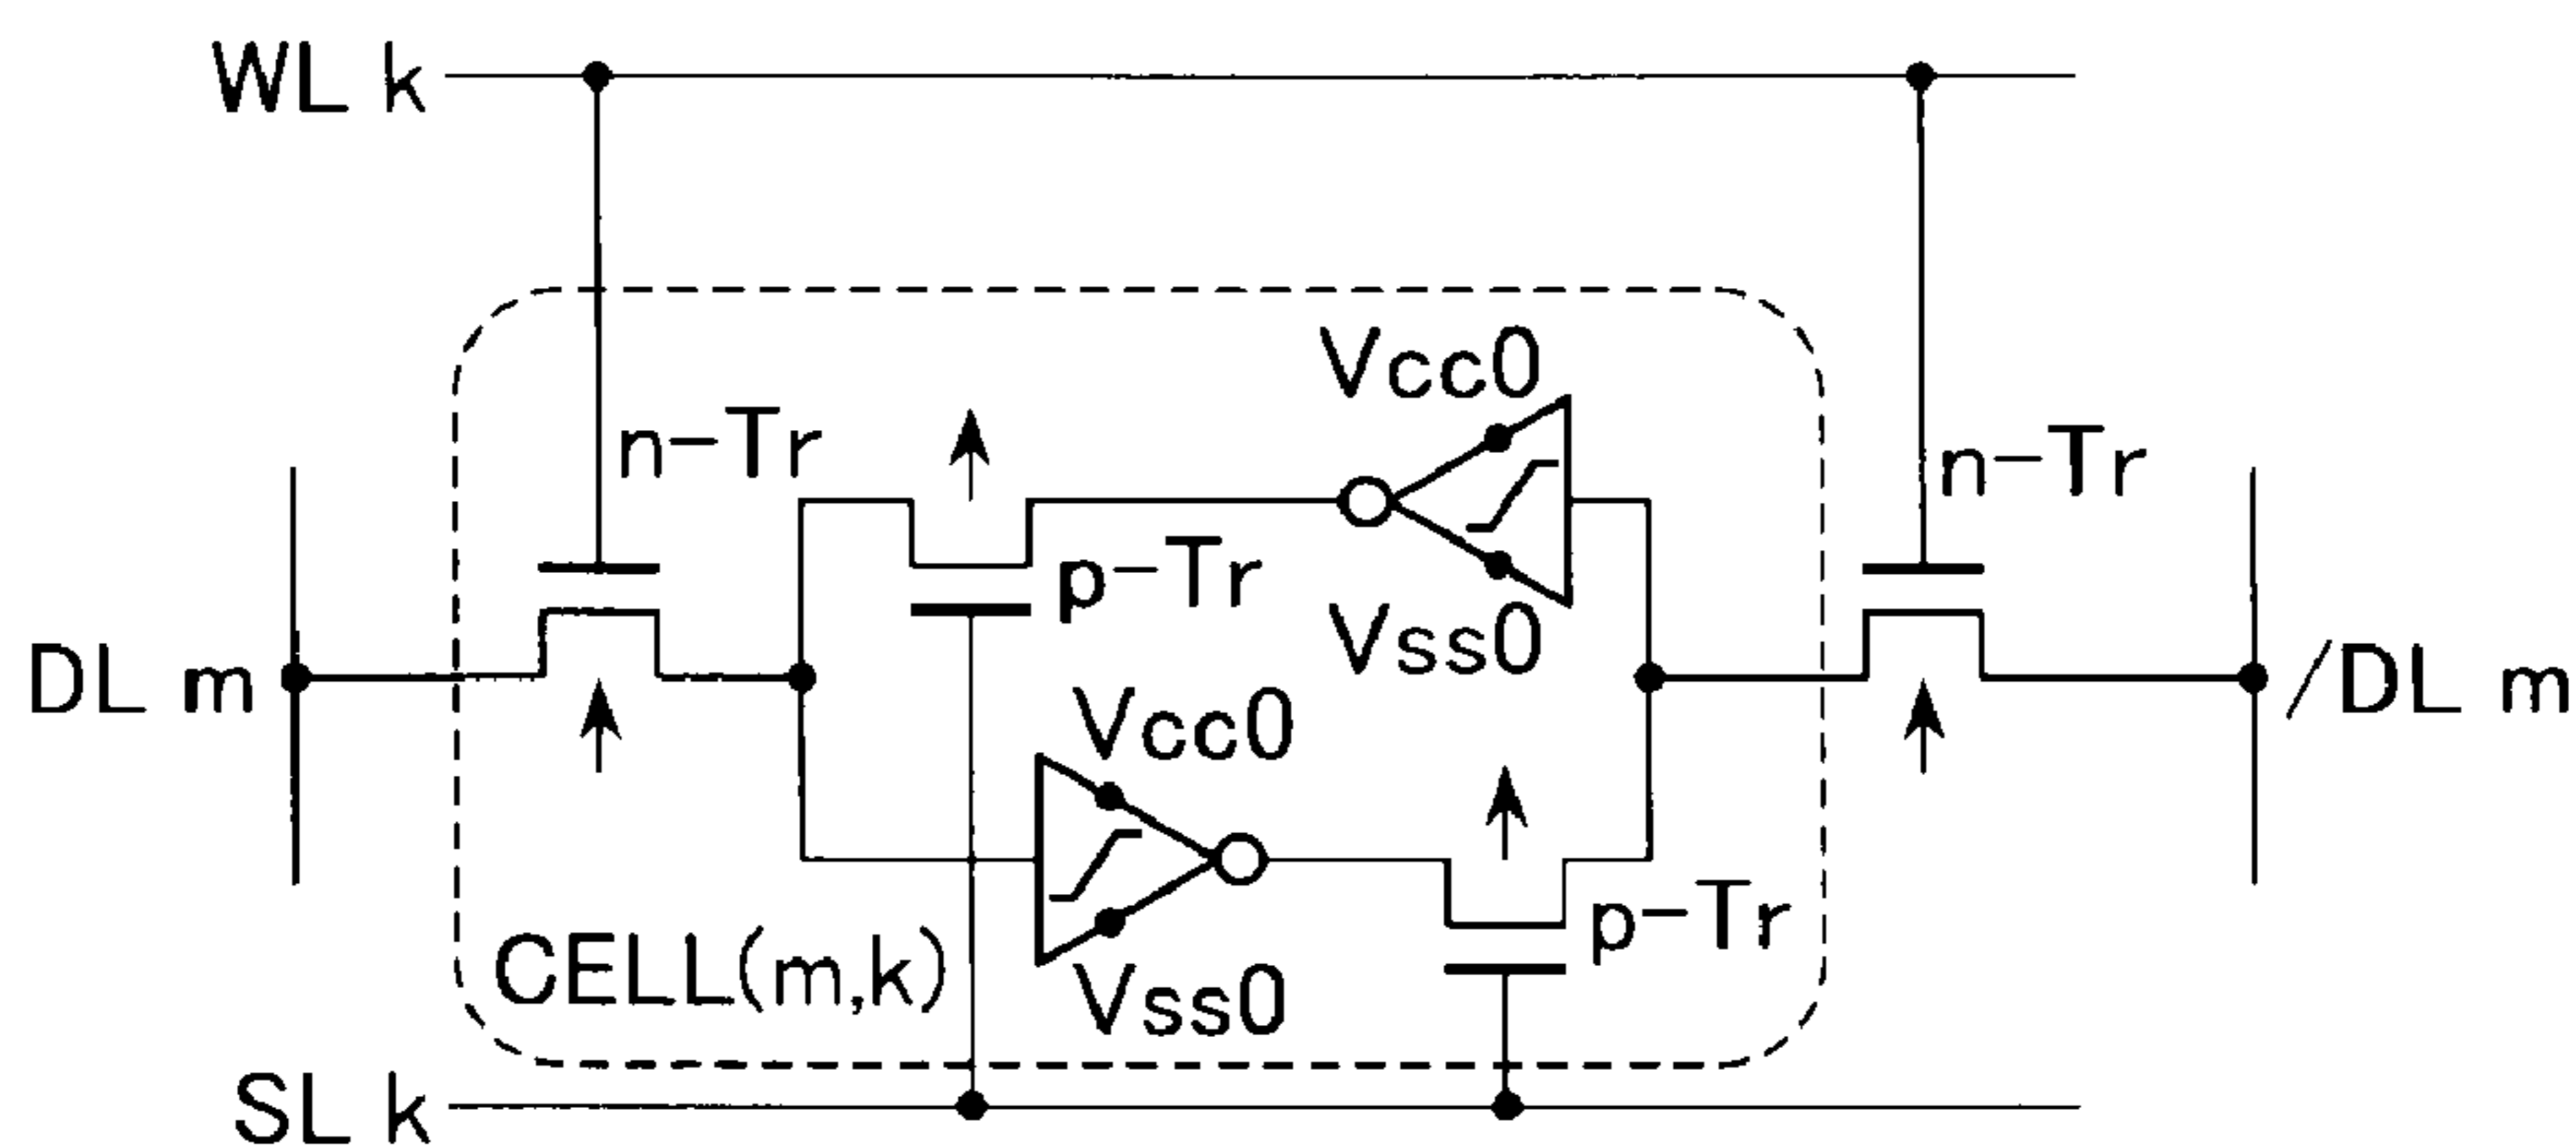 WL k
Vcc0
n-Tr
n-Tr
p-Tr
Vss0
DL m
/DL m
Vcc0
p-Tr
CELL(m,k)
Vss0
SL k